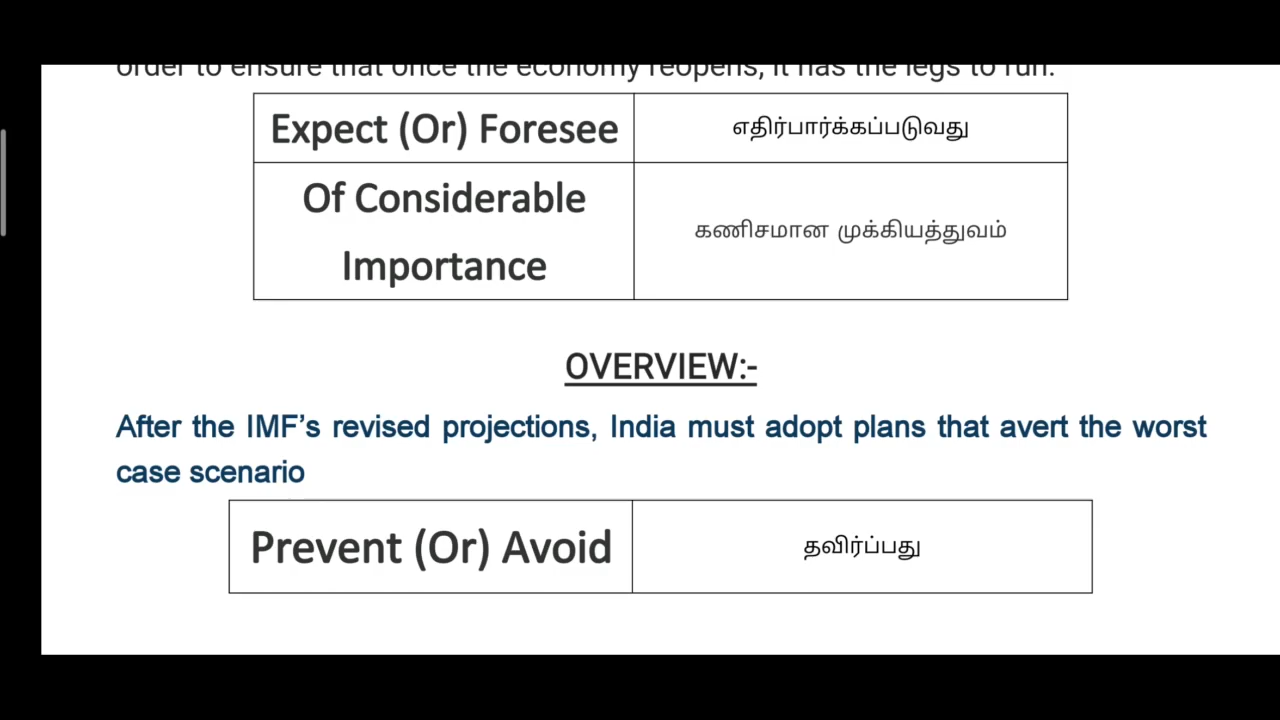 order to ensure that once the economy reopens, it has the legs to run.
Expect (Or) Foresee
எதிர்பார்க்கப்படுவது
Of Considerable
Importance
கணிசமான முக்கியத்துவம்
OVERVIEW:-
After the IMF’s revised projections, India must adopt plans that avert the worst
case scenario
Prevent (Or) Avoid
தவிர்ப்பது